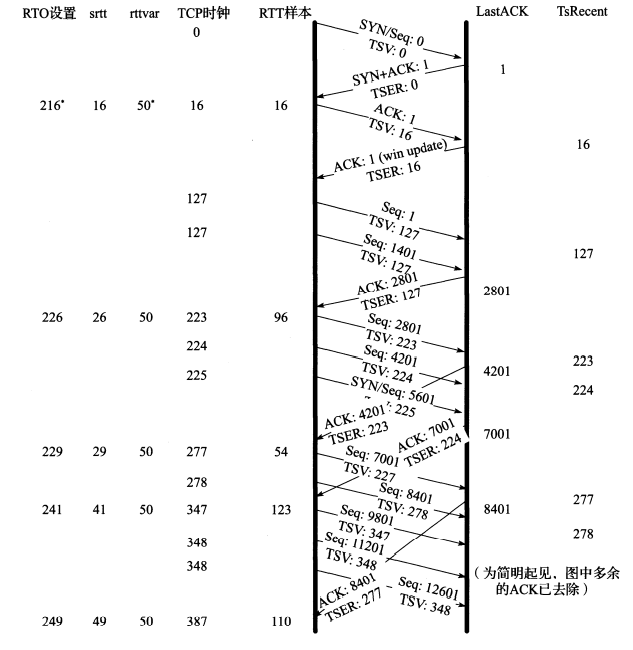 RTO设置 srtt rttvar TCP时钟 RTT样本 LastACK TsRecent
0
SYN/Seq: 0
TSV: 0
SYN+ACK: 1
TSER: 0
1
216* 16 50* 16 16
ACK: 1
TSV: 16
16
ACK: 1 (win update)
TSER: 16
127
Seq: 1
TSV: 127
127
Seq: 1401
TSV: 127
127
ACK: 2801
TSER: 127
2801
226 26 50 223 96
Seq: 2801
TSV: 223
224
Seq: 4201
TSV: 224
223
4201
225
SYN/Seq: 5601
: 225
224
ACK: 4201
TSER: 223
ACK: 7001
TSER: 224
7001
229 29 50 277 54
Seq: 7001
TSV: 227
278
Seq: 8401
TSV: 278
277
241 41 50 347 123
8401
Seq: 9801
TSV: 347
278
348
Seq: 11201
TSV: 348
348
(为简明起见，图中多余
的ACK已去除)
ACK: 8401
TSER: 277
Seq: 12601
TSV: 348
249 49 50 387 110